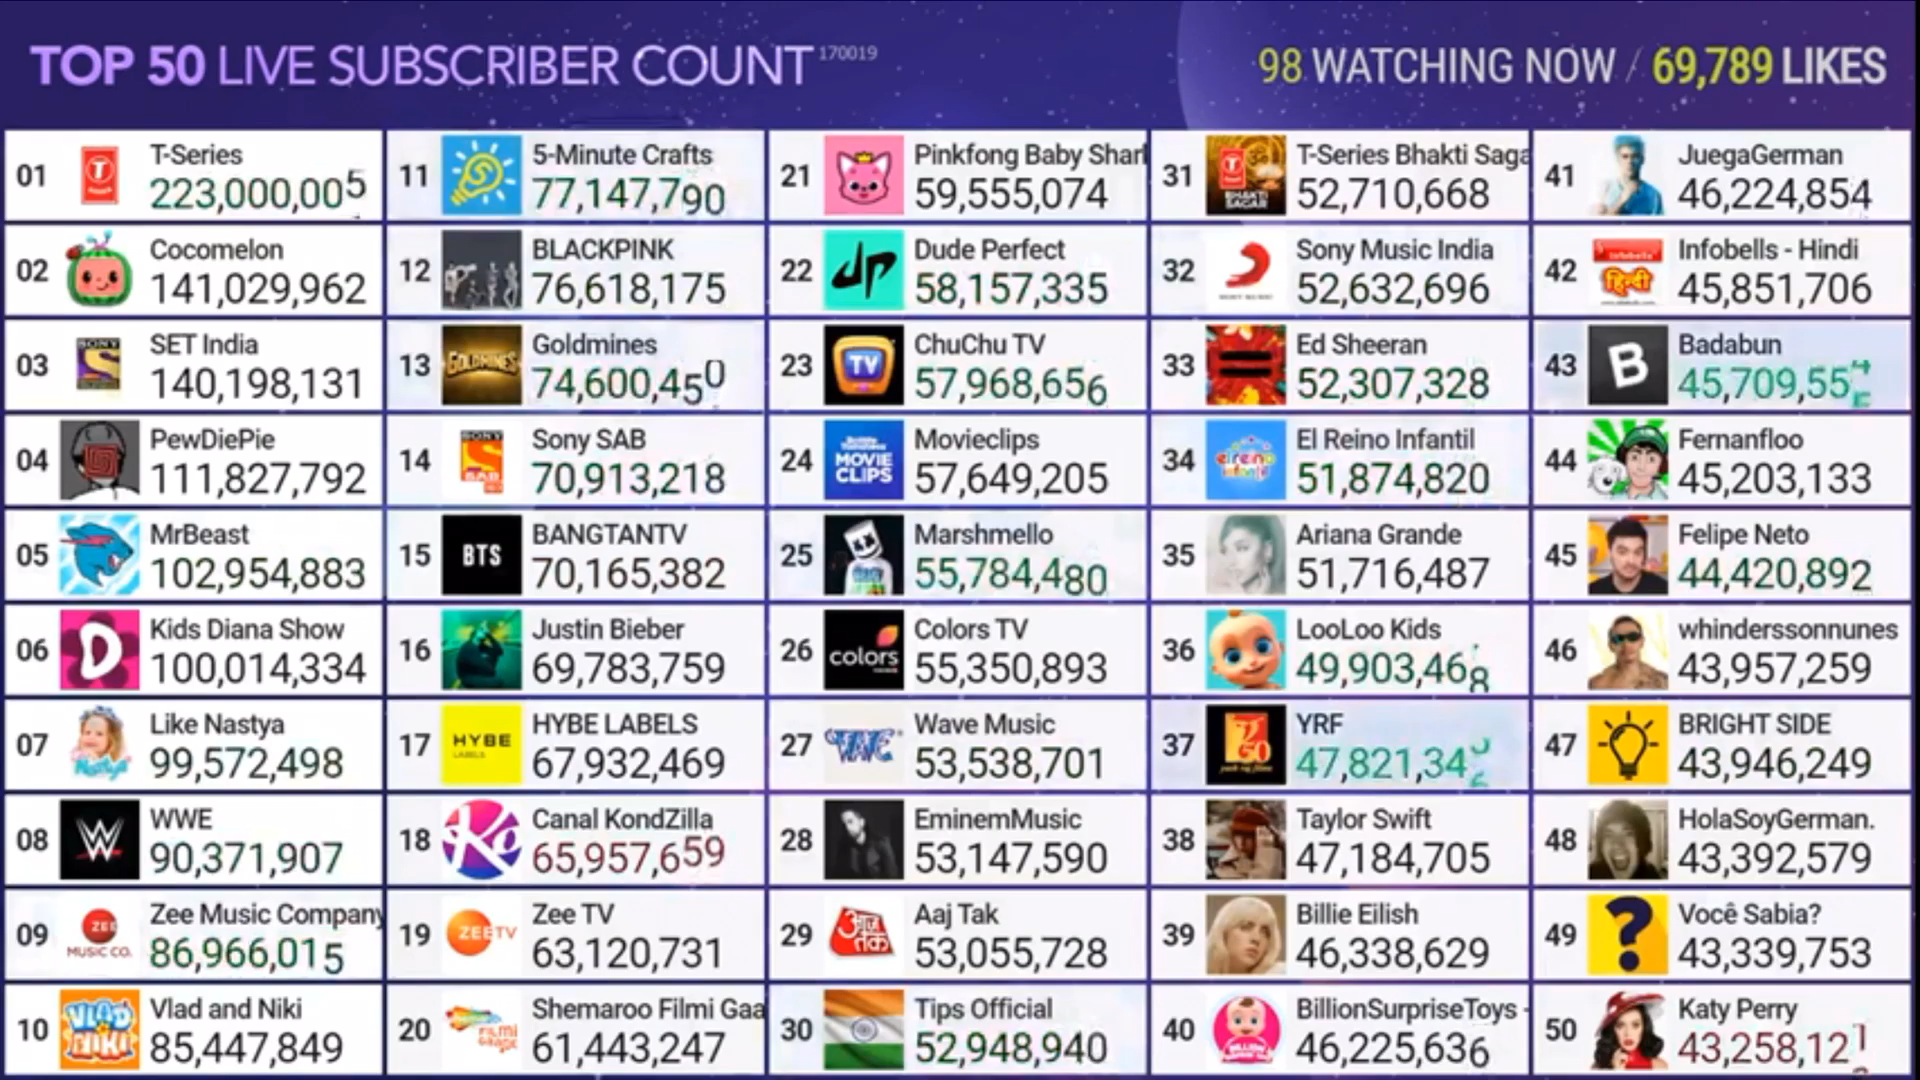 TOP 50 LIVE SUBSCRIBER COUNT 170019
98 WATCHING NOW / 69,789 LIKES
01 T-Series
223,000,005
02 Cocomelon
141,029,962
03 SET India
140,198,131
04 PewDiePie
111,827,792
05 MrBeast
102,954,883
06 Kids Diana Show
100,014,334
07 Like Nastya
99,572,498
08 WWE
90,371,907
09 Zee Music Company
86,966,015
10 Vlad and Niki
85,447,849
11 5-Minute Crafts
77,147,790
12 BLACKPINK
76,618,175
13 Goldmines
74,600,450
14 Sony SAB
70,913,218
15 BANGTANTV
70,165,382
16 Justin Bieber
69,783,759
17 HYBE LABELS
67,932,469
18 Canal KondZilla
65,957,659
19 Zee TV
63,120,731
20 Shemaroo Filmi Gaa
61,443,247
21 Pinkfong Baby Shar
59,555,074
22 Dude Perfect
58,157,335
23 ChuChu TV
57,968,656
24 Movieclips
57,649,205
25 Marshmello
55,784,480
26 Colors TV
55,350,893
27 Wave Music
53,538,701
28 EminemMusic
53,147,590
29 Aaj Tak
53,055,728
30 Tips Official
52,948,940
31 T-Series Bhakti Saga
52,710,668
32 Sony Music India
52,632,696
33 Ed Sheeran
52,307,328
34 El Reino Infantil
51,874,820
35 Ariana Grande
51,716,487
36 LooLoo Kids
49,903,468
37 YRF
47,821,34
38 Taylor Swift
47,184,705
39 Billie Eilish
46,338,629
40 BillionSurpriseToys -
46,225,636
41 JuegaGerman
46,224,854
42 Infobells - Hindi
45,851,706
43 Badabun
45,709,55
44 Fernanfloo
45,203,133
45 Felipe Neto
44,420,892
46 whinderssonnunes
43,957,259
47 BRIGHT SIDE
43,946,249
48 HolaSoyGerman.
43,392,579
49 Você Sabia?
43,339,753
50 Katy Perry
43,258,12